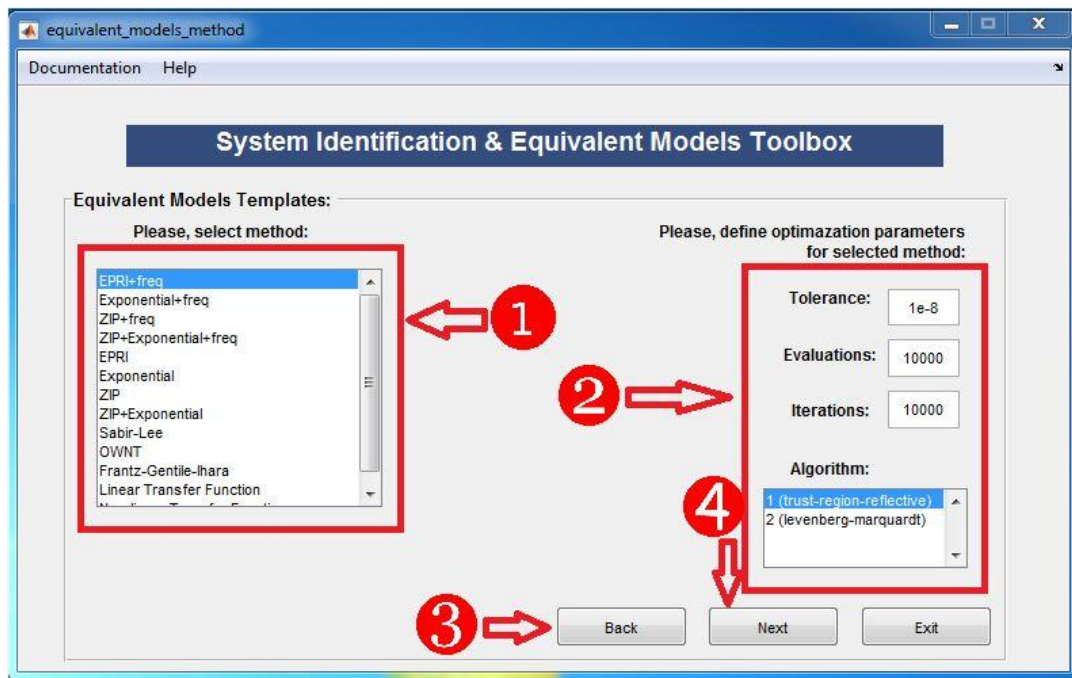 equivalent_models_method
Documentation Help
System Identification & Equivalent Models Toolbox
Equivalent Models Templates:
Please, select method:
EPRI+freq
Exponential+freq
ZIP+freq
ZIP+Exponential+freq
EPRI
Exponential
ZIP
ZIP+Exponential
Sabir-Lee
OWNT
Frantz-Gentile-Ihara
Linear Transfer Function
1
Please, define optimazation parameters
for selected method:
Tolerance: 1e-8
Evaluations: 10000
Iterations: 10000
2
Algorithm:
1 (trust-region-reflective)
2 (levenberg-marquardt)
4
3
Back Next Exit